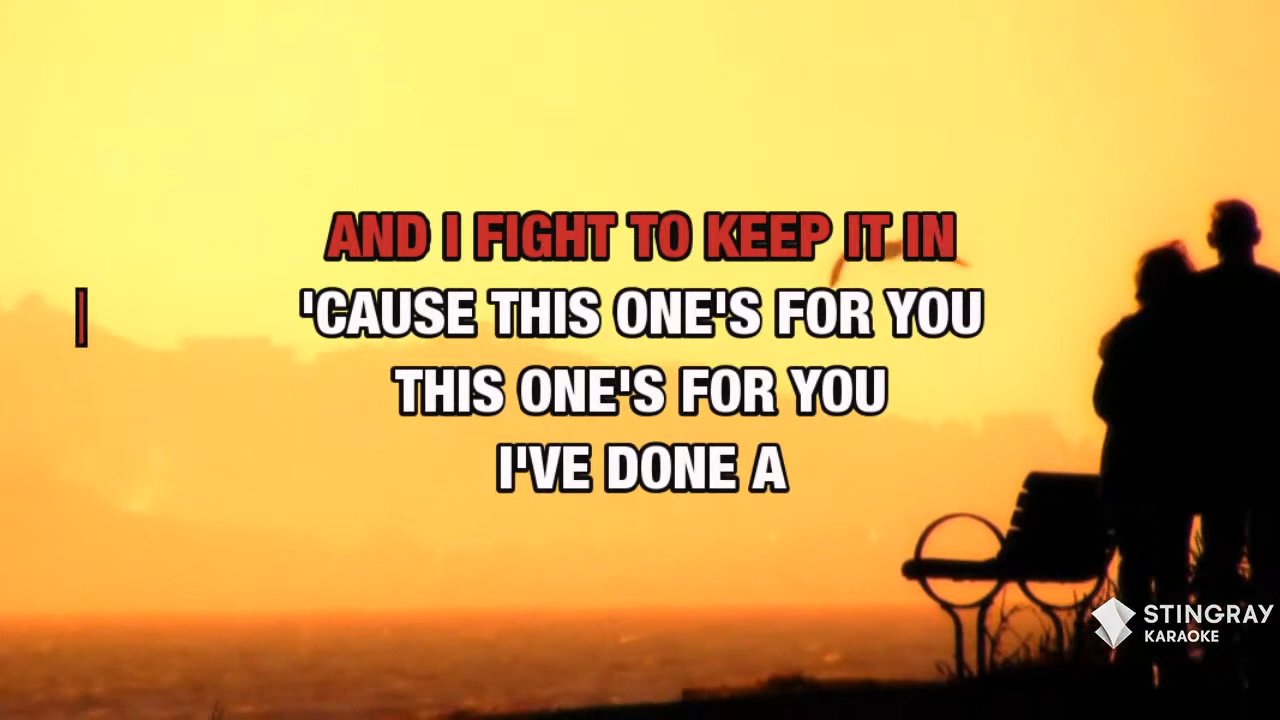 AND I FIGHT TO KEEP IT IN
'CAUSE THIS ONE'S FOR YOU
THIS ONE'S FOR YOU
I'VE DONE A
STINGRAY
KARAOKE